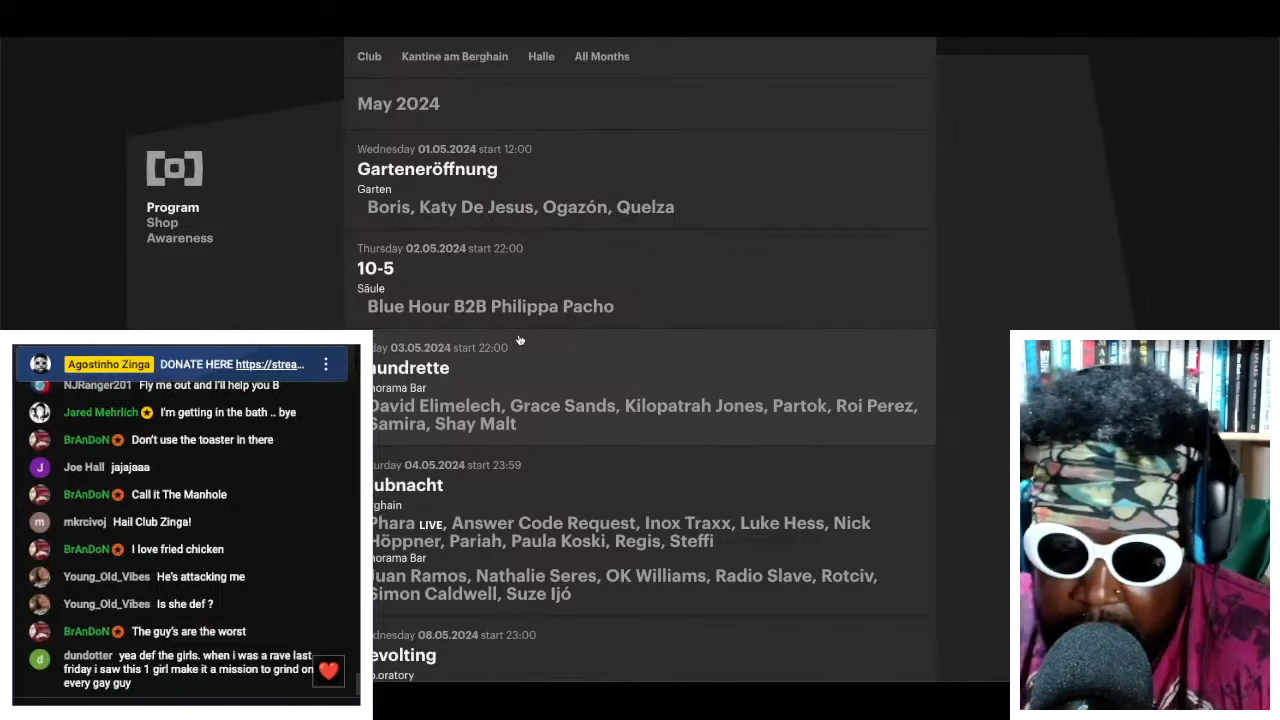 Club Kantine am Berghain Halle All Months
May 2024
Wednesday 01.05.2024 start 12:00
Garteneröffnung
Garten
Boris, Katy De Jesus, Ogazón, Quelza
Program
Shop
Awareness
Thursday 02.05.2024 start 22:00
10-5
Säule
Blue Hour B2B Philippa Pacho
day 03.05.2024 start 22:00
aundrette
norama Bar
David Elimelech, Grace Sands, Kilopatrah Jones, Partok, Roi Perez,
Samira, Shay Malt
turday 04.05.2024 start 23:59
ubnacht
ghain
Phara LIVE, Answer Code Request, Inox Traxx, Luke Hess, Nick
Höppner, Pariah, Paula Koski, Regis, Steffi
norama Bar
Juan Ramos, Nathalie Seres, OK Williams, Radio Slave, Rotciv,
Simon Caldwell, Suze Ijó
dnesday 08.05.2024 start 23:00
evolting
b.oratory
Agostinho Zinga DONATE HERE https://strea...
NJRanger201 Fly me out and I'll help you B
Jared Mehrlich I'm getting in the bath .. bye
BrAnDoN Don't use the toaster in there
J Joe Hall jajajaaa
BrAnDoN Call it The Manhole
m mkrcivoj Hail Club Zinga!
BrAnDoN I love fried chicken
Young_Old_Vibes He's attacking me
Young_Old_Vibes Is she def ?
BrAnDoN The guy's are the worst
d dundotter yea def the girls. when i was a rave last
friday i saw this 1 girl make it a mission to grind on
every gay guy